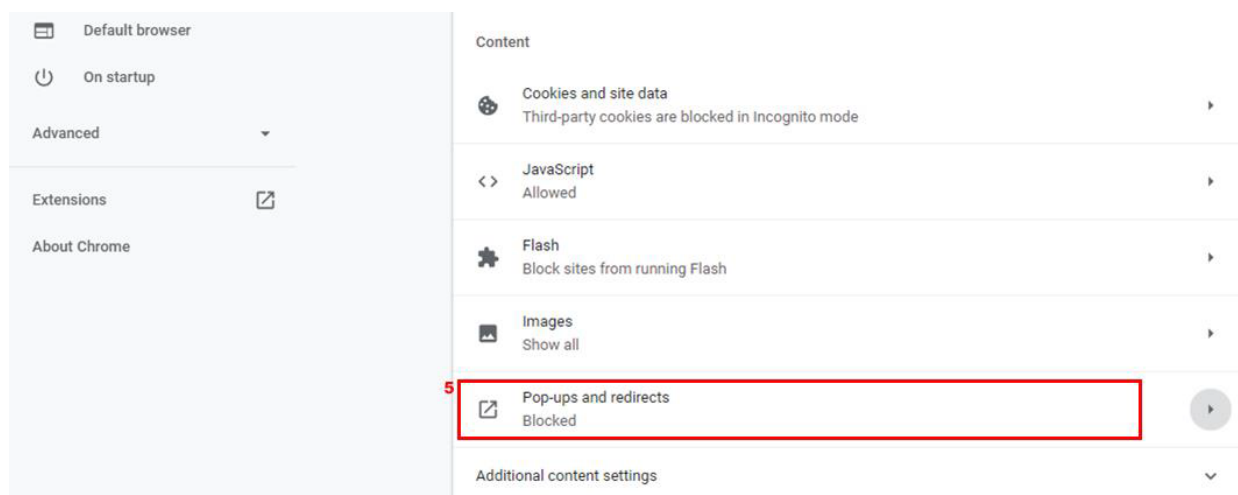 Default browser
On startup
Advanced
Extensions
About Chrome
Content
Cookies and site data
Third-party cookies are blocked in Incognito mode
JavaScript
Allowed
Flash
Block sites from running Flash
Images
Show all
5
Pop-ups and redirects
Blocked
Additional content settings